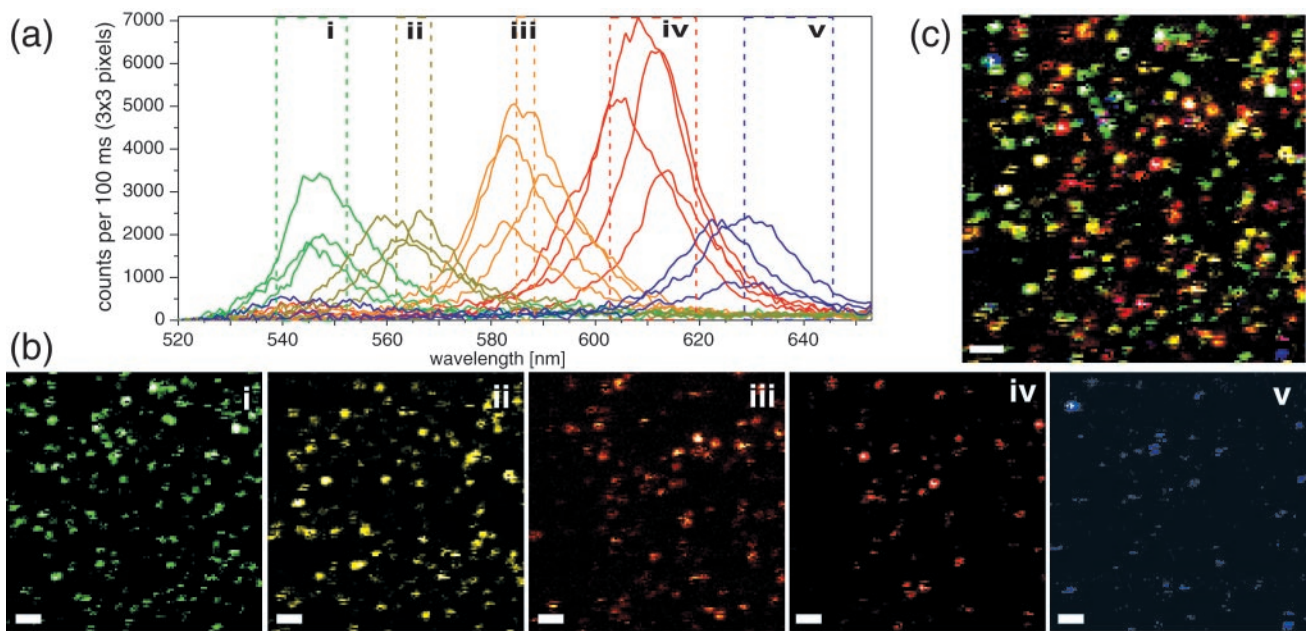 (a)
counts per 100 ms (3x3 pixels)
7000
6000
5000
4000
3000
2000
1000
0
i
ii
iii
iv
v
520
540
560
580
600
620
640
wavelength [nm]
(c)
(b)
i
ii
iii
iv
v